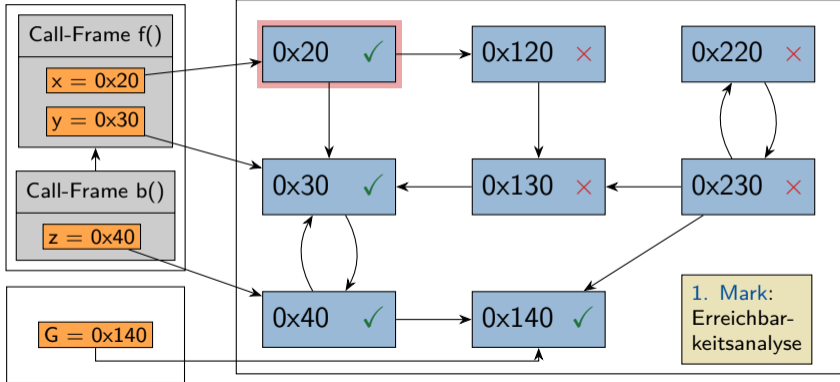 Call-Frame f()
x = 0x20
y = 0x30
Call-Frame b()
z = 0x40
G = 0x140
0x20 ✓
0x120 ×
0x220 ×
0x30 ✓
0x130 ×
0x230 ×
0x40 ✓
0x140 ✓
1. Mark:
Erreichbar-
keitsanalyse